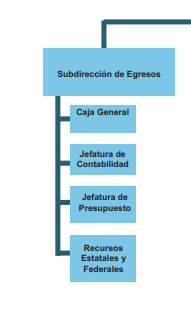 Subdirección de Egresos
Caja General
Jefatura de
Contabilidad
Jefatura de
Presupuesto
Recursos
Estatales y
Federales